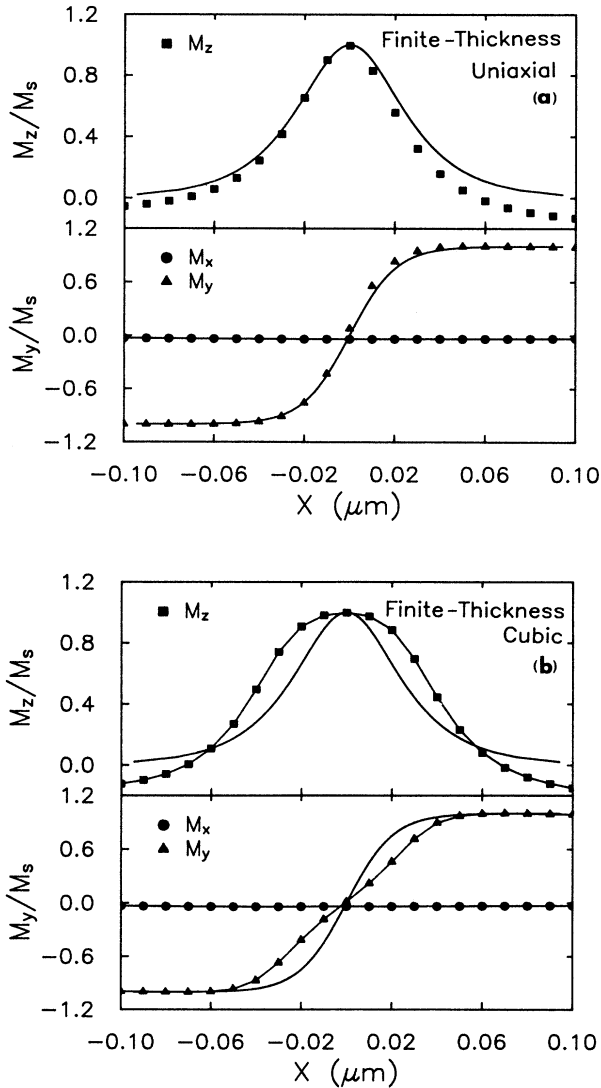 1.2
■ Mz
Finite-Thickness
Uniaxial
(a)
0.8
0.4
0.0
Mz/Ms
1.2
● Mx
▲ My
0.6
0.0
−0.6
−1.2
My/Ms
−0.10 −0.06 −0.02 0.02 0.06 0.10
X (μm)
1.2
■ Mz
Finite-Thickness
Cubic
(b)
0.8
0.4
0.0
Mz/Ms
1.2
● Mx
▲ My
0.6
0.0
−0.6
−1.2
My/Ms
−0.10 −0.06 −0.02 0.02 0.06 0.10
X (μm)